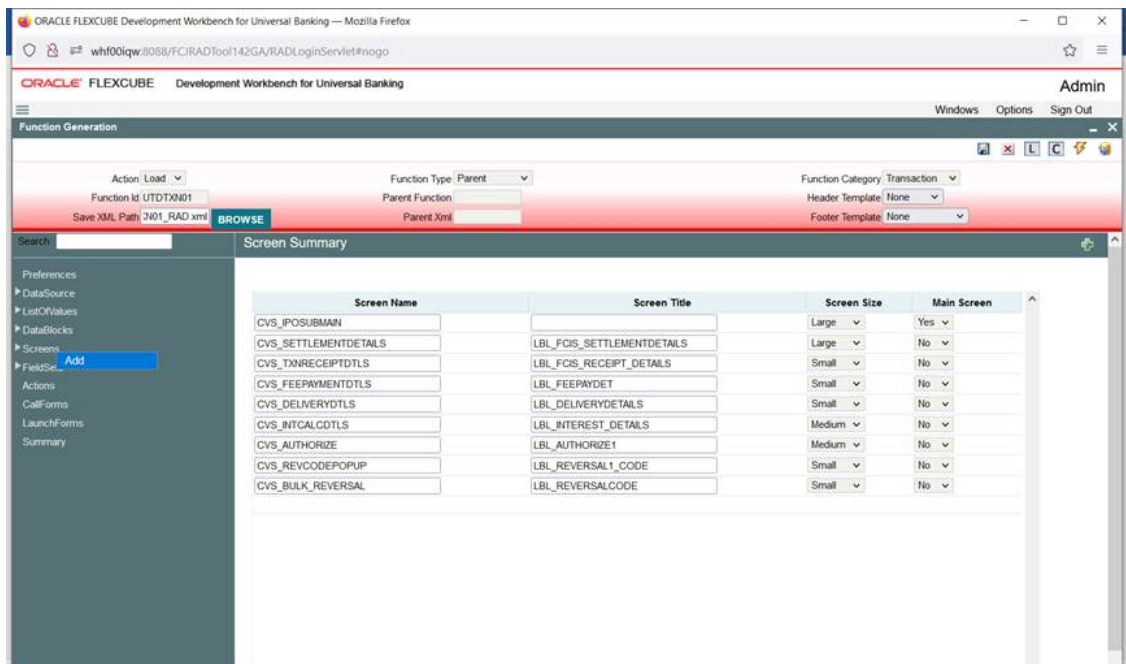 ORACLE FLEXCUBE Development Workbench for Universal Banking — Mozilla Firefox
whf00iqw:8088/FCJRADTool142GA/RADLoginServlet#nogo
ORACLE FLEXCUBE Development Workbench for Universal Banking Admin
Windows Options Sign Out
Function Generation
L C
Action Load Function Type Parent Function Category Transaction
Function Id UTDTXN01 Parent Function Header Template None
Save XML Path N01_RAD.xml BROWSE Parent Xml Footer Template None
Search Screen Summary
Preferences
DataSource
ListOfValues
DataBlocks
Screens
Add
Actions
CallForms
LaunchForms
Summary
Screen Name Screen Title Screen Size Main Screen
CVS_IPOSUBMAIN Large Yes
CVS_SETTLEMENTDETAILS LBL_FCIS_SETTLEMENTDETAILS Large No
CVS_TXNRECEIPTDTLS LBL_FCIS_RECEIPT_DETAILS Small No
CVS_FEEPAYMENTDTLS LBL_FEEPAYDET Small No
CVS_DELIVERYDTLS LBL_DELIVERYDETAILS Small No
CVS_INTCALCDTLS LBL_INTEREST_DETAILS Medium No
CVS_AUTHORIZE LBL_AUTHORIZE1 Medium No
CVS_REVCODEPOPUP LBL_REVERSAL1_CODE Small No
CVS_BULK_REVERSAL LBL_REVERSALCODE Small No